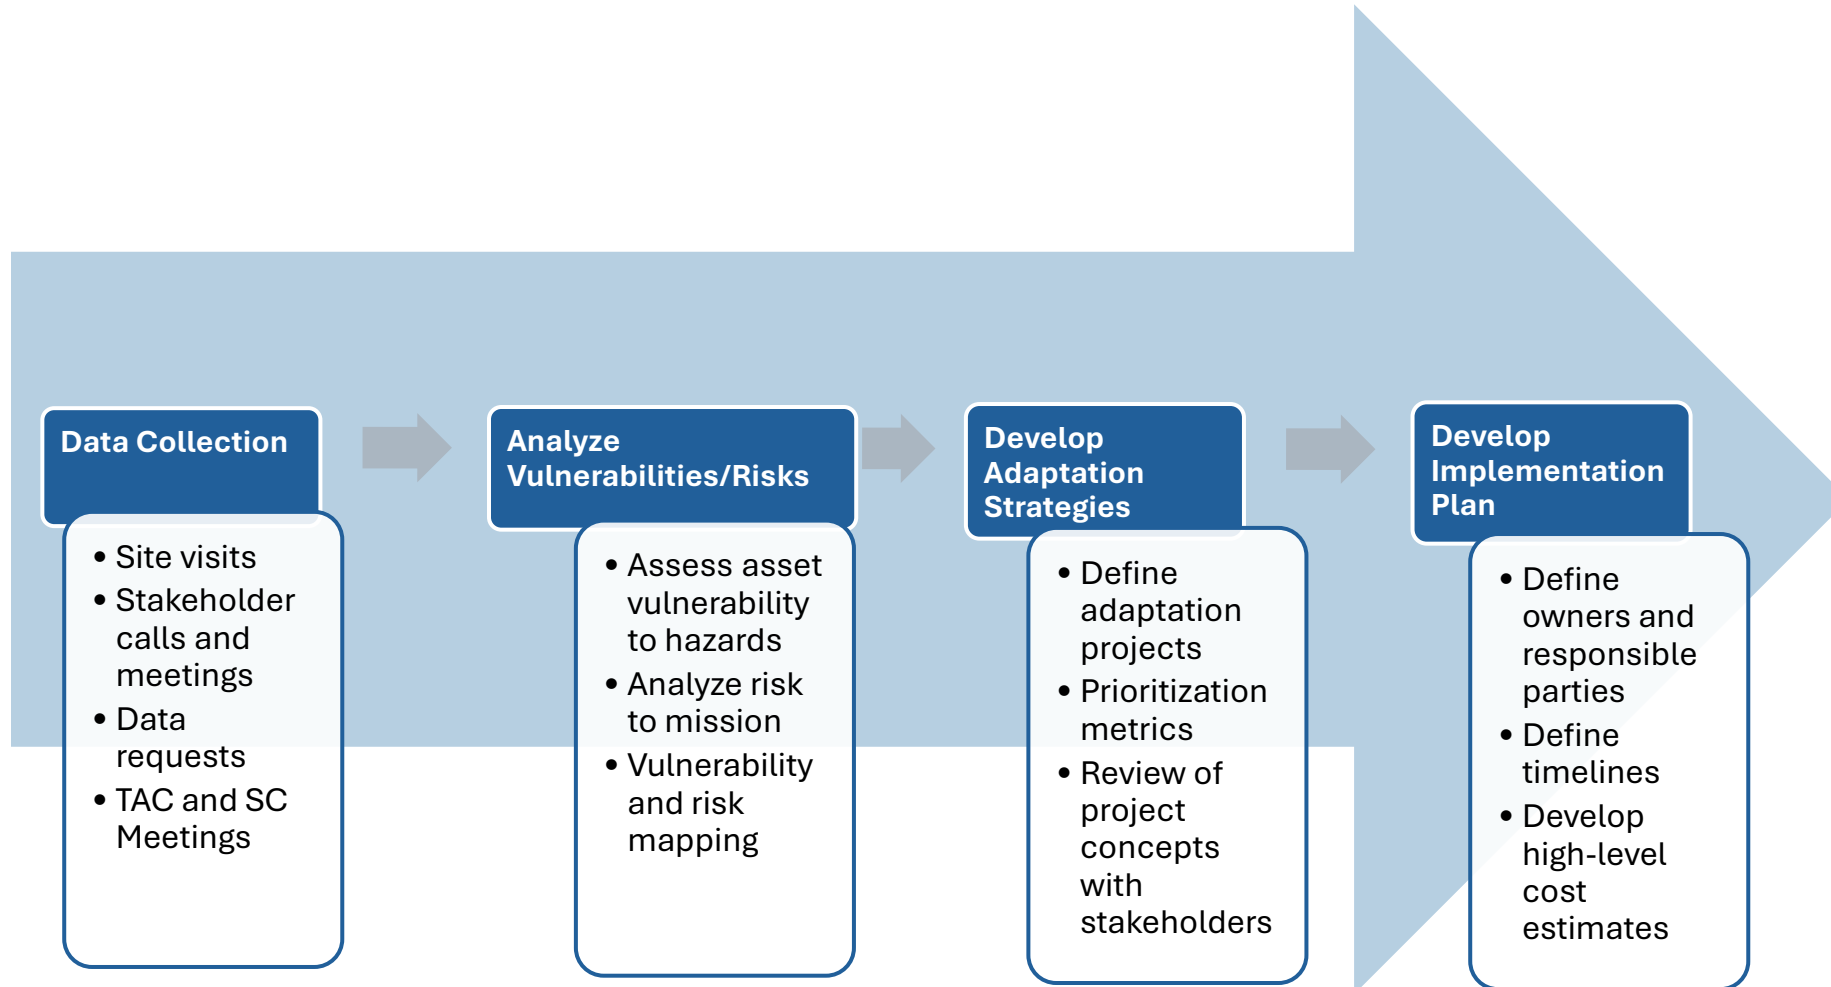 Data Collection
• Site visits
• Stakeholder
calls and
meetings
• Data
requests
• TAC and SC
Meetings
Analyze
Vulnerabilities/Risks
• Assess asset
vulnerability
to hazards
• Analyze risk
to mission
• Vulnerability
and risk
mapping
Develop
Adaptation
Strategies
• Define
adaptation
projects
• Prioritization
metrics
• Review of
project
concepts
with
stakeholders
Develop
Implementation
Plan
• Define
owners and
responsible
parties
• Define
timelines
• Develop
high-level
cost
estimates